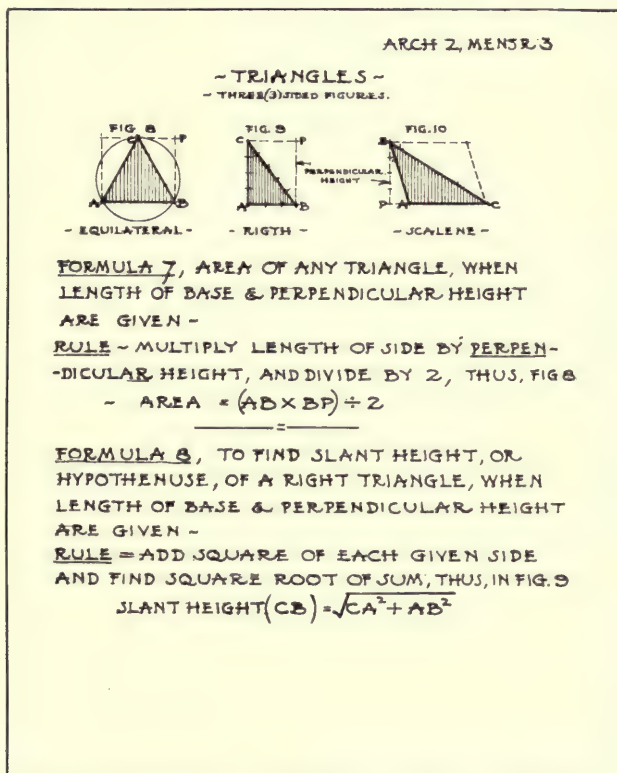 ARCH 2, MENSR 3
~ TRIANGLES ~
~ THREE(3)SIDED FIGURES.
FIG 8
FIG. 9
FIG. 10
C
P
C
P
B
PERPENDICULAR
HEIGHT
A
B
A
B
P
A
C
- EQUILATERAL -
- RIGTH -
- SCALENE -
FORMULA 7, AREA OF ANY TRIANGLE, WHEN
LENGTH OF BASE & PERPENDICULAR HEIGHT
ARE GIVEN ~
RULE ~ MULTIPLY LENGTH OF SIDE BY PERPEN-
-DICULAR HEIGHT, AND DIVIDE BY 2, THUS, FIG 8
~ AREA = (AB X BP) ÷ 2
FORMULA 8, TO FIND SLANT HEIGHT, OR
HYPOTHENUSE, OF A RIGHT TRIANGLE, WHEN
LENGTH OF BASE & PERPENDICULAR HEIGHT
ARE GIVEN ~
RULE = ADD SQUARE OF EACH GIVEN SIDE
AND FIND SQUARE ROOT OF SUM, THUS, IN FIG. 9
SLANT HEIGHT (CB) = √CA² + AB²